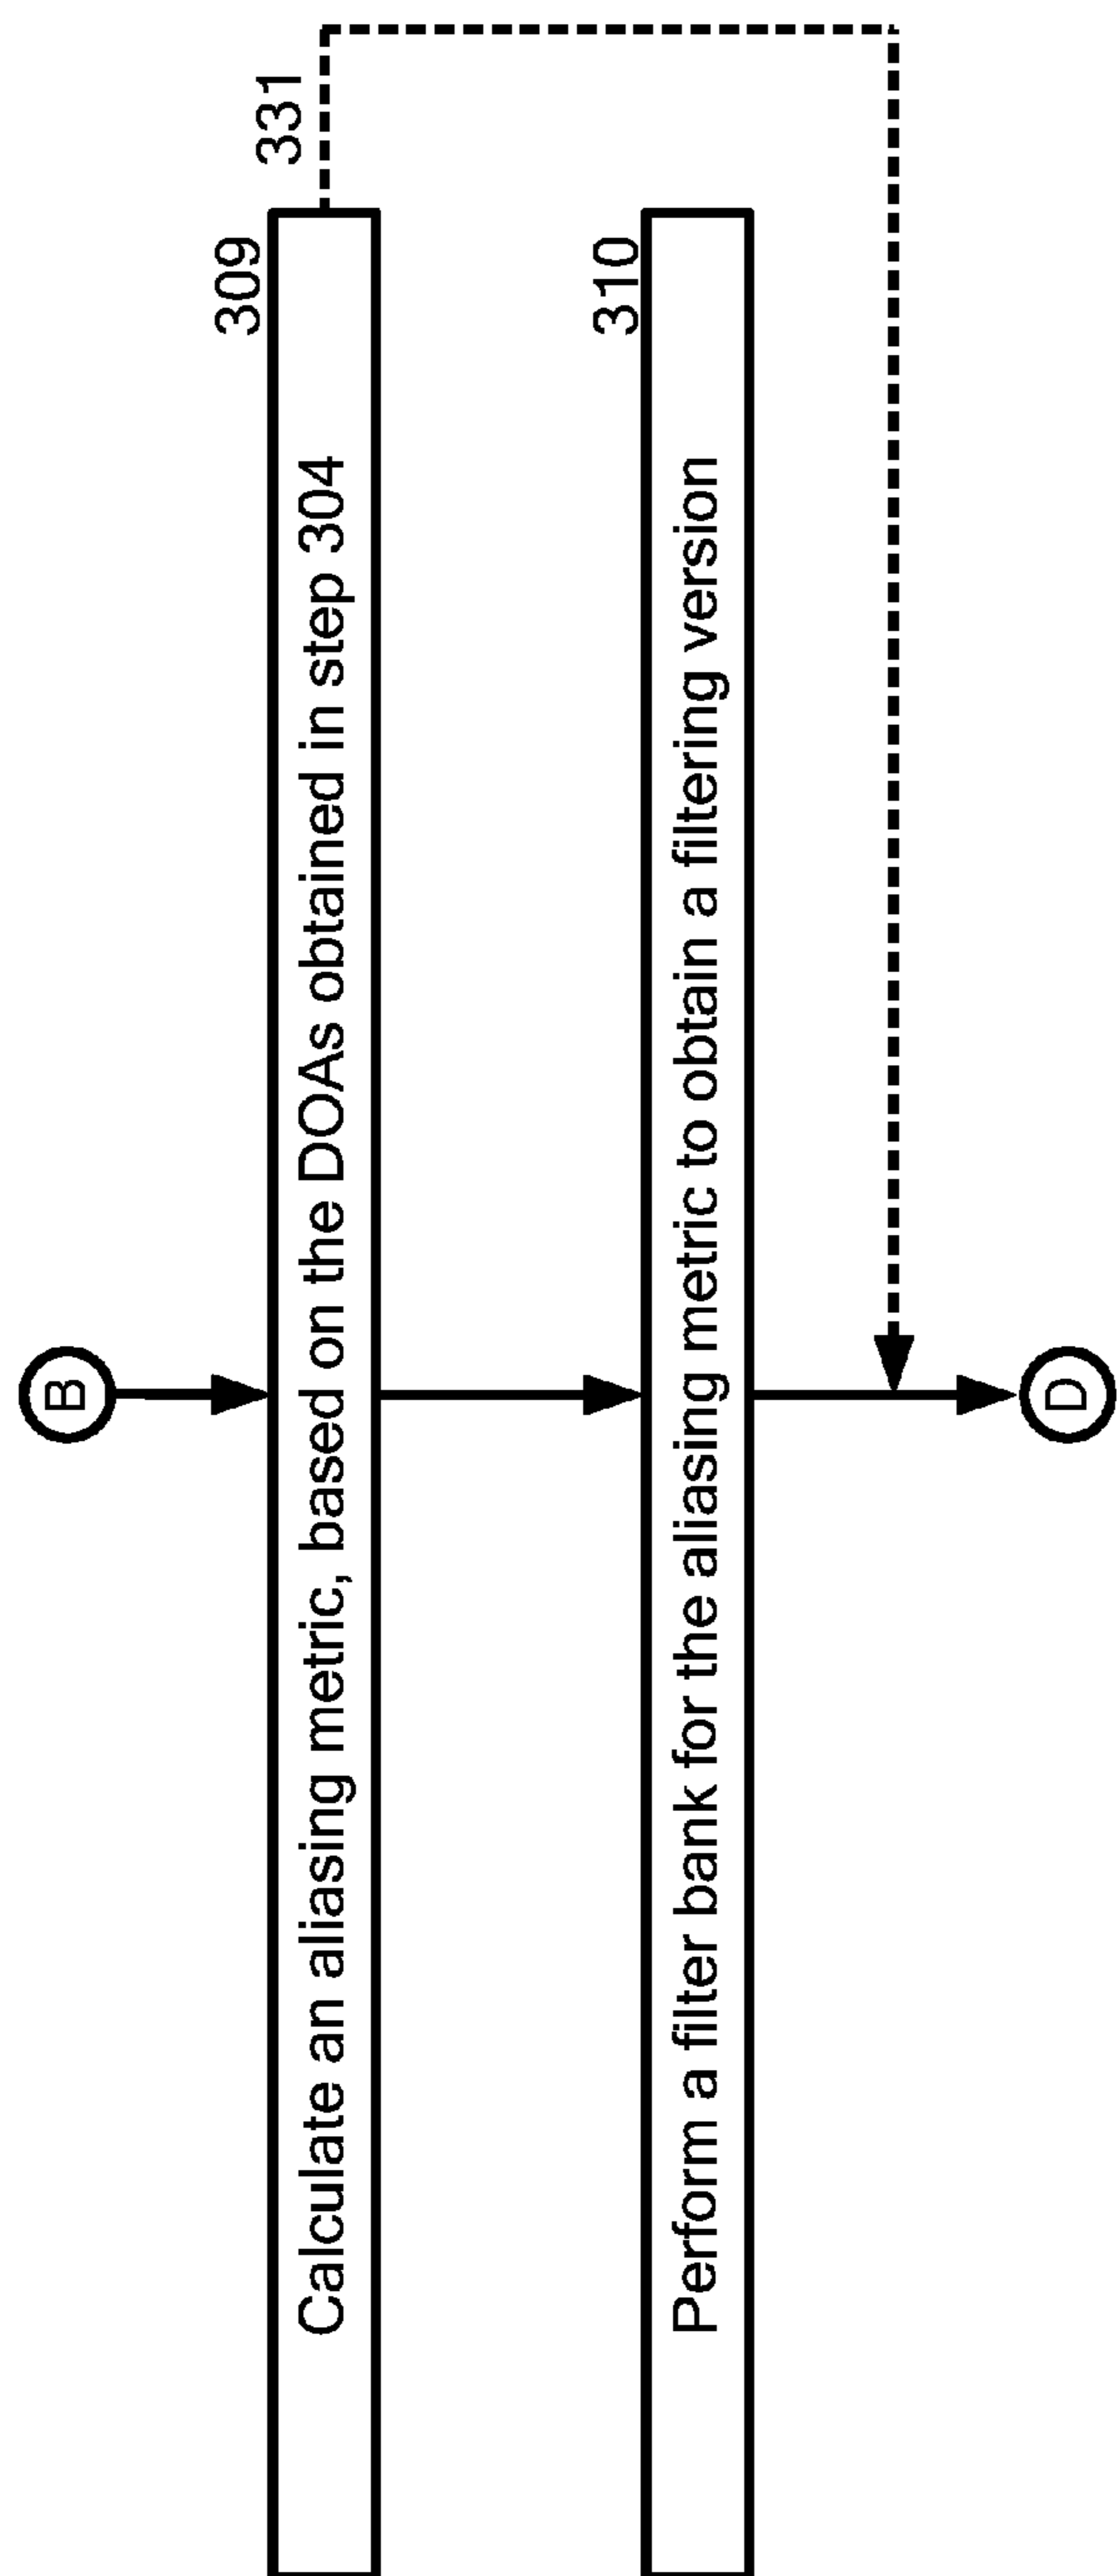 B
309
331
Calculate an aliasing metric, based on the DOAs obtained in step 304
310
Perform a filter bank for the aliasing metric to obtain a filtering version
D